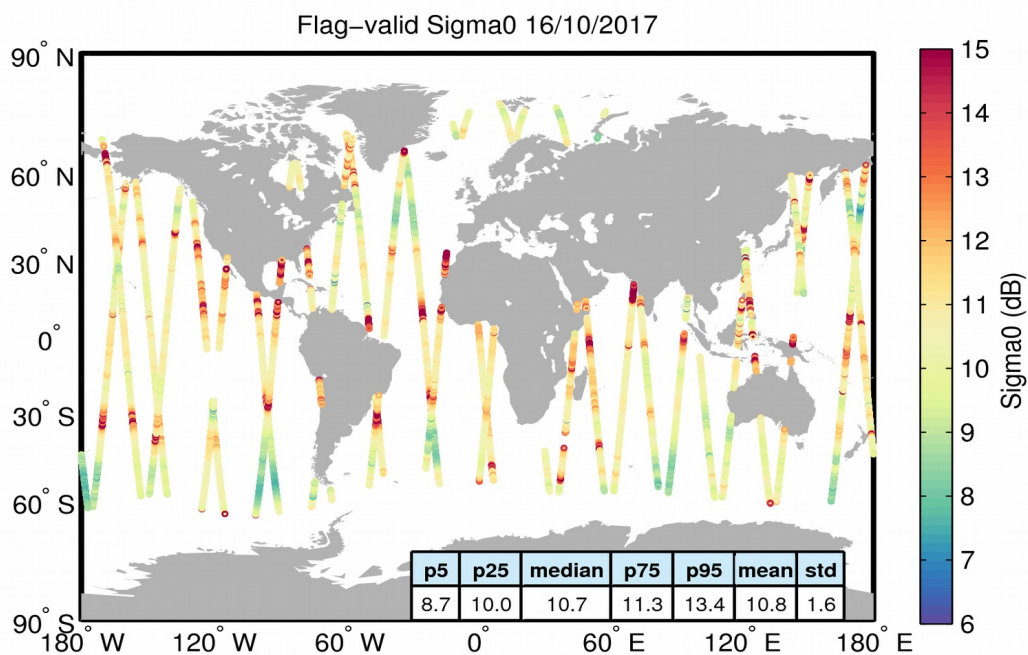 Flag−valid Sigma0 16/10/2017
90° N
60° N
30° N
0°
30° S
60° S
90° S
180° W
120° W
60° W
0°
60° E
120° E
180° E
p5 p25 median p75 p95 mean std
8.7 10.0 10.7 11.3 13.4 10.8 1.6
15
14
13
12
11
10
9
8
7
6
Sigma0 (dB)